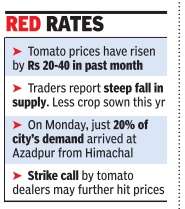 RED RATES
➤ Tomato prices have risen
by Rs 20-40 in past month
➤ Traders report steep fall in
supply. Less crop sown this yr
➤ On Monday, just 20% of
city's demand arrived at
Azadpur from Himachal
➤ Strike call by tomato
dealers may further hit prices